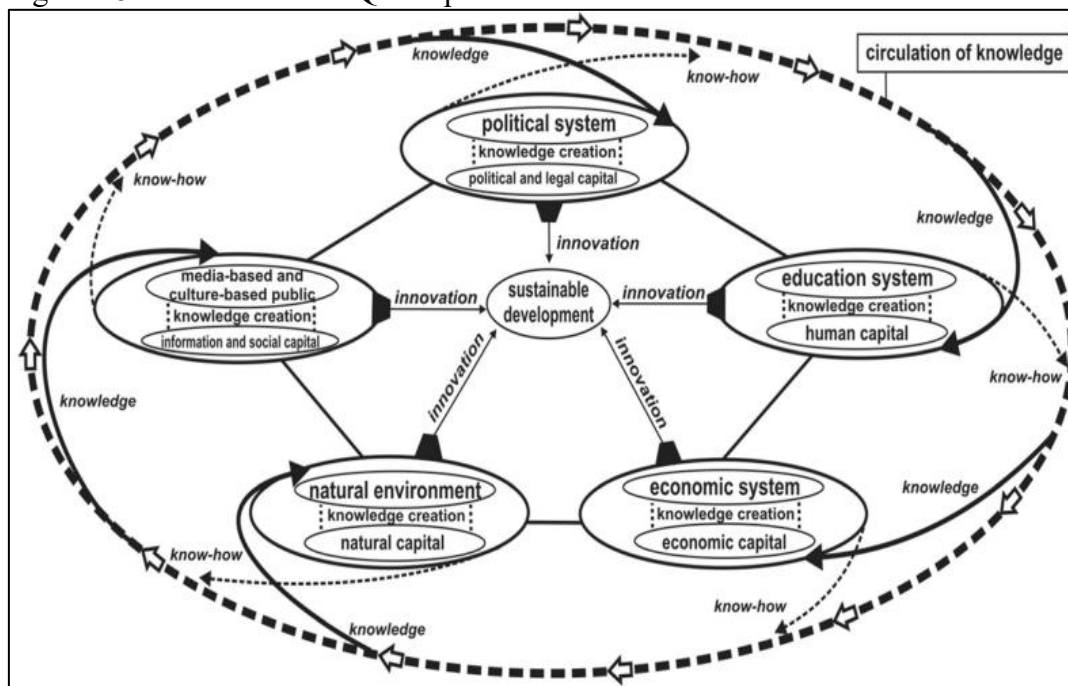 knowledge
circulation of knowledge
know-how
political system
knowledge creation
political and legal capital
know-how
knowledge
innovation
media-based and
culture-based public
knowledge creation
information and social capital
innovation
sustainable
development
innovation
education system
knowledge creation
human capital
know-how
knowledge
innovation
innovation
natural environment
knowledge creation
natural capital
economic system
knowledge creation
economic capital
knowledge
know-how
know-how
knowledge